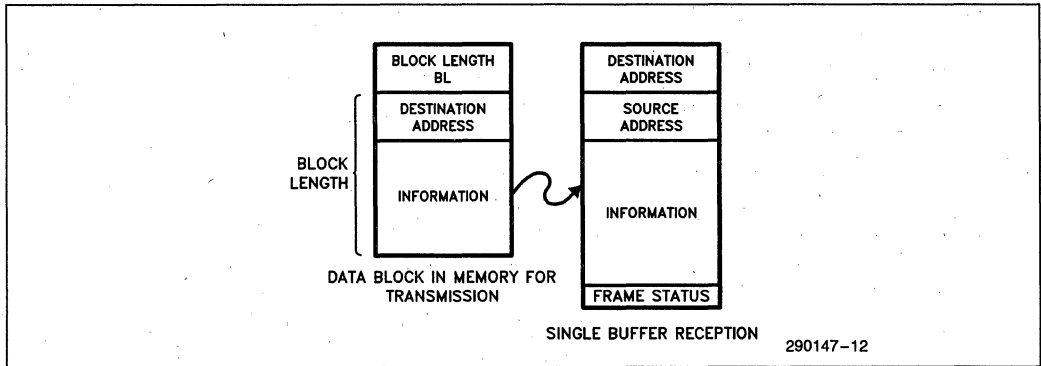 BLOCK LENGTH
BL
DESTINATION
ADDRESS
BLOCK
LENGTH
INFORMATION
DATA BLOCK IN MEMORY FOR
TRANSMISSION
DESTINATION
ADDRESS
SOURCE
ADDRESS
INFORMATION
FRAME STATUS
SINGLE BUFFER RECEPTION
290147-12